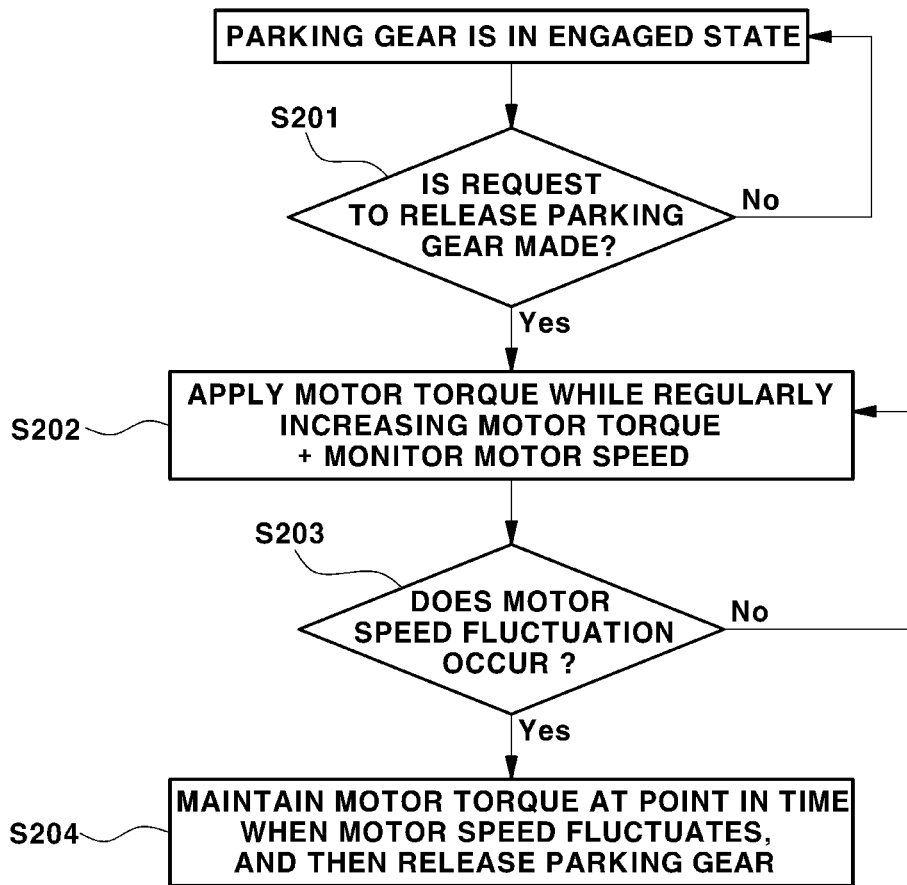 PARKING GEAR IS IN ENGAGED STATE
S201
IS REQUEST
TO RELEASE PARKING
GEAR MADE?
No
Yes
APPLY MOTOR TORQUE WHILE REGULARLY
INCREASING MOTOR TORQUE
+ MONITOR MOTOR SPEED
S202
S203
DOES MOTOR
SPEED FLUCTUATION
OCCUR ?
No
Yes
MAINTAIN MOTOR TORQUE AT POINT IN TIME
WHEN MOTOR SPEED FLUCTUATES,
AND THEN RELEASE PARKING GEAR
S204